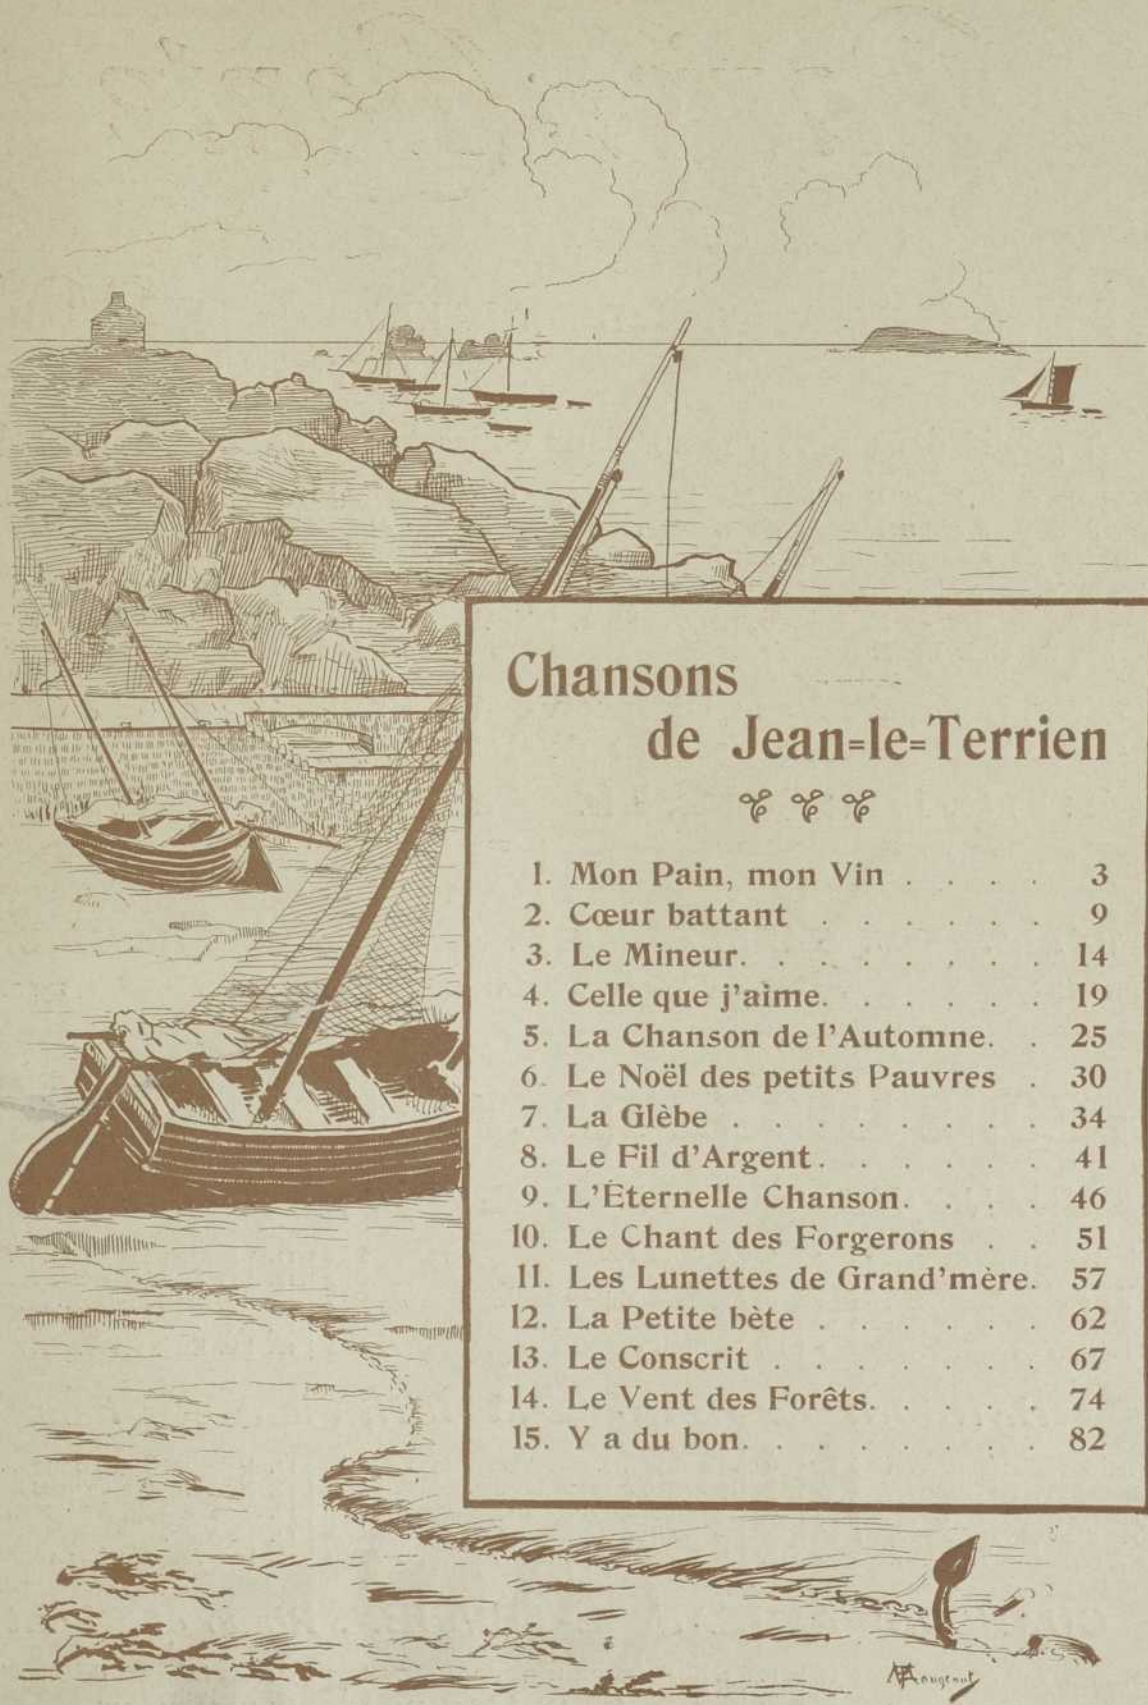 Chansons
de Jean=le=Terrien
1. Mon Pain, mon Vin . . . . 3
2. Cœur battant . . . . . . 9
3. Le Mineur. . . . . . . . 14
4. Celle que j'aime. . . . . . 19
5. La Chanson de l'Automne. . 25
6. Le Noël des petits Pauvres . 30
7. La Glèbe . . . . . . . . 34
8. Le Fil d'Argent. . . . . . 41
9. L'Éternelle Chanson. . . . 46
10. Le Chant des Forgerons . . 51
11. Les Lunettes de Grand'mère. 57
12. La Petite bète . . . . . . 62
13. Le Conscrit . . . . . . . 67
14. Le Vent des Forêts. . . . . 74
15. Y a du bon. . . . . . . . 82